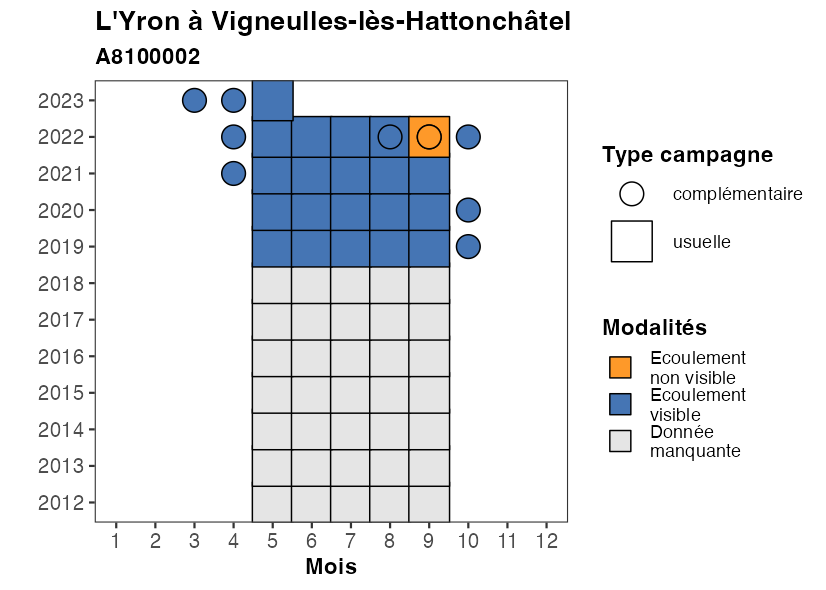 L'Yron à Vigneulles-lès-Hattonchâtel
A8100002
2023
2022
2021
2020
2019
2018
2017
2016
2015
2014
2013
2012
1 2 3 4 5 6 7 8 9 10 11 12
Mois
Type campagne
complémentaire
usuelle
Modalités
Ecoulement
non visible
Ecoulement
visible
Donnée
manquante